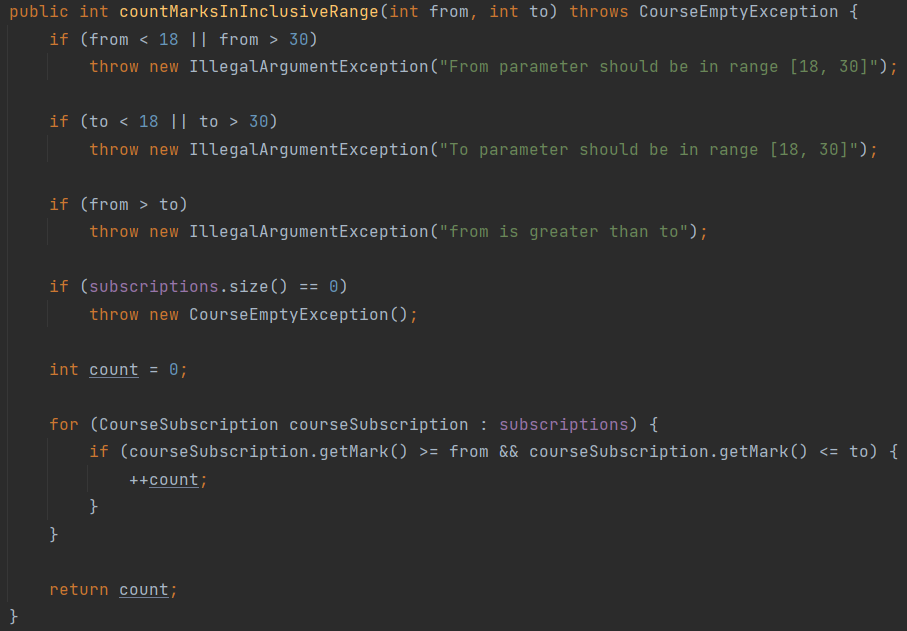 public int countMarksInInclusiveRange(int from, int to) throws CourseEmptyException {
    if (from < 18 || from > 30)
        throw new IllegalArgumentException("From parameter should be in range [18, 30]");
    if (to < 18 || to > 30)
        throw new IllegalArgumentException("To parameter should be in range [18, 30]");
    if (from > to)
        throw new IllegalArgumentException("from is greater than to");
    if (subscriptions.size() == 0)
        throw new CourseEmptyException();
    int count = 0;
    for (CourseSubscription courseSubscription : subscriptions) {
        if (courseSubscription.getMark() >= from && courseSubscription.getMark() <= to) {
            ++count;
        }
    }
    return count;
}